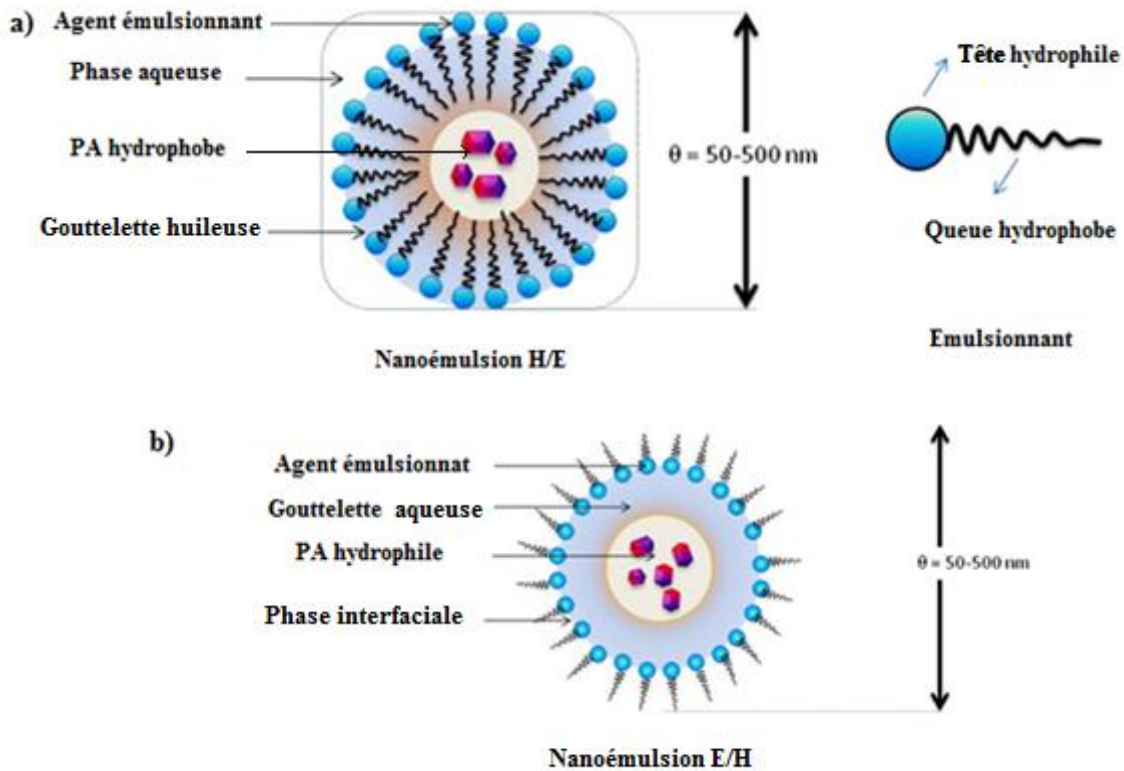 a)
Agent émulsionnant
Phase aqueuse
PA hydrophobe
Gouttelette huileuse
θ = 50-500 nm
Nanoémulsion H/E
Tête hydrophile
Queue hydrophobe
Emulsionnant
b)
Agent émulsionnat
Gouttelette aqueuse
PA hydrophile
Phase interfaciale
θ = 50-500 nm
Nanoémulsion E/H